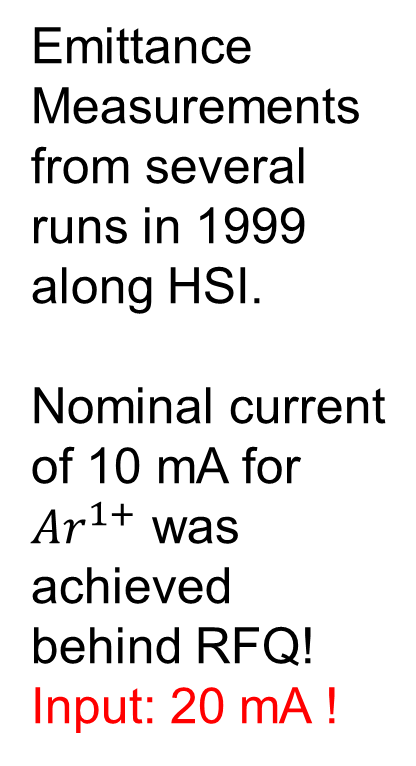 Emittance
Measurements
from several
runs in 1999
along HSI.
Nominal current
of 10 mA for
Ar¹⁺ was
achieved
behind RFQ!
Input: 20 mA !